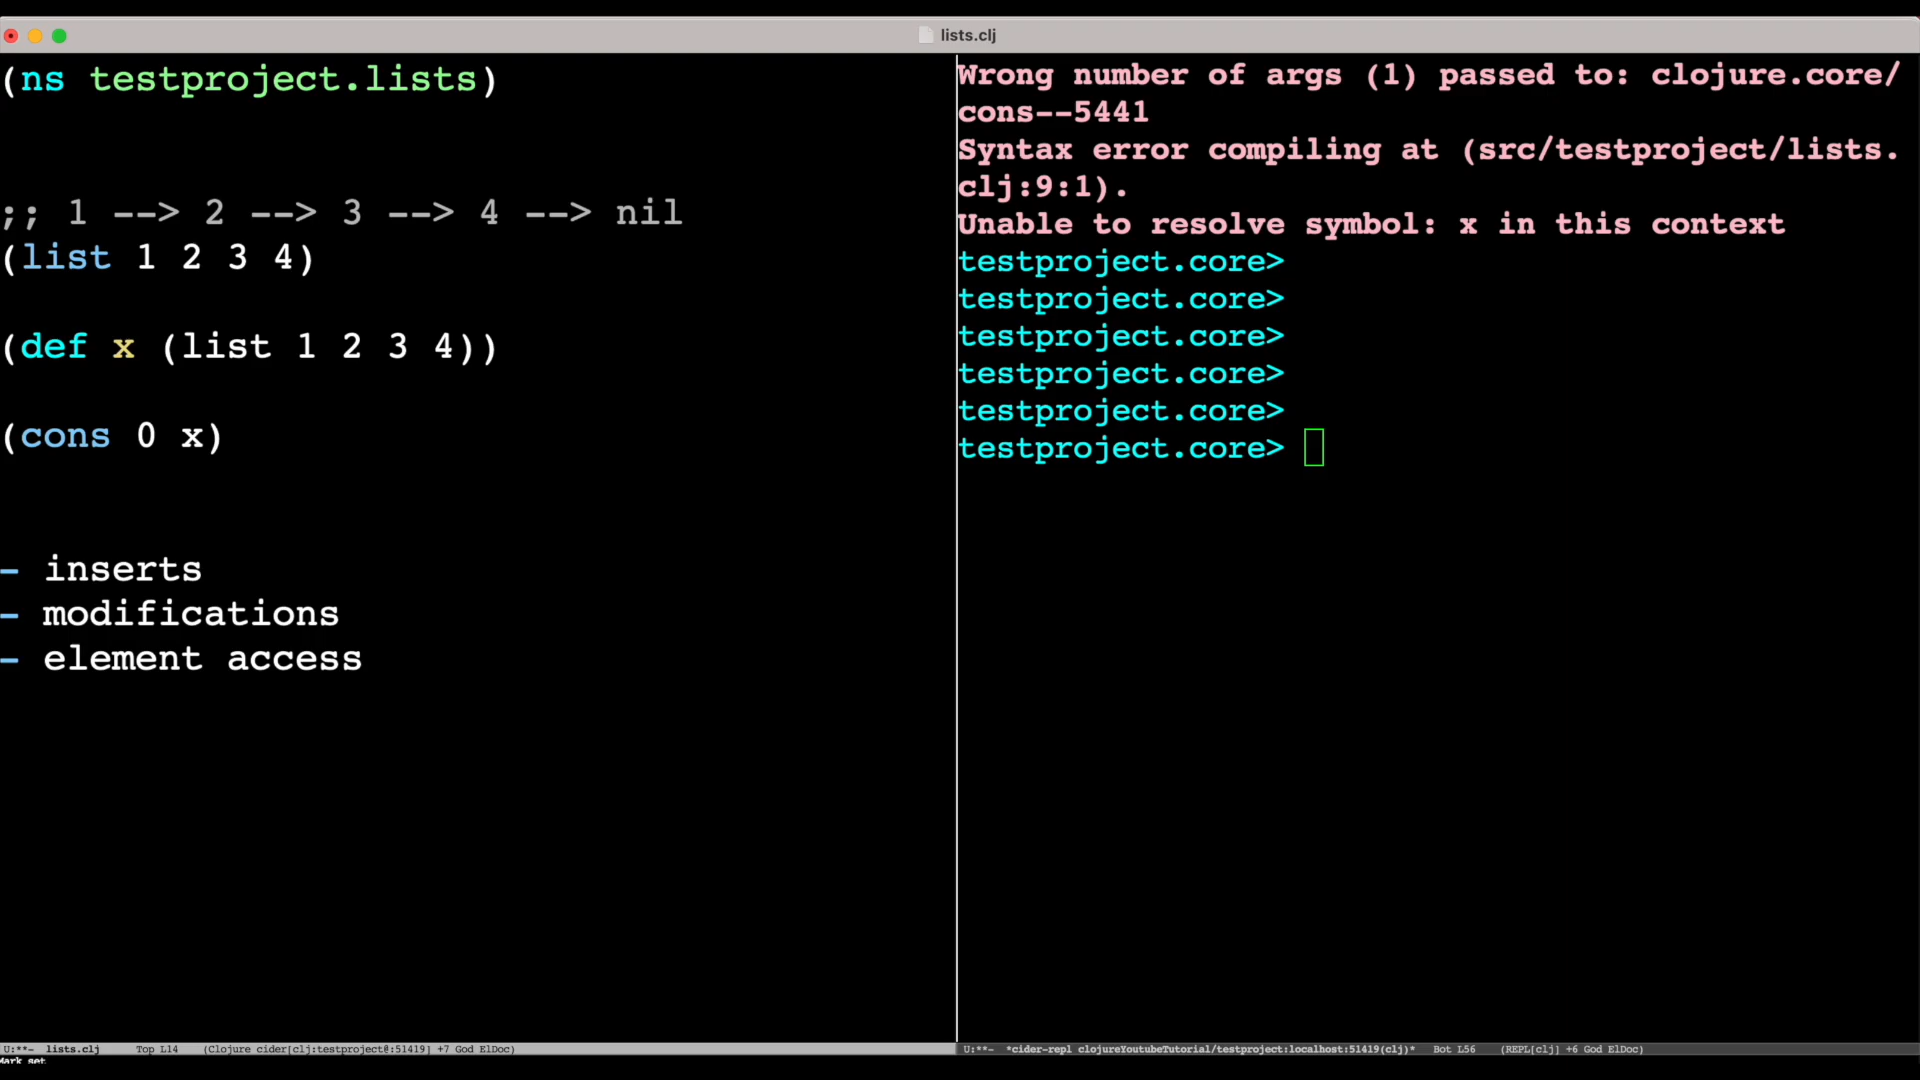 lists.clj
(ns testproject.lists)
;; 1 --> 2 --> 3 --> 4 --> nil
(list 1 2 3 4)
(def x (list 1 2 3 4))
(cons 0 x)
- inserts
- modifications
- element access
U:**-  lists.clj      Top L14    (Clojure cider[clj:testproject@:51419] +7 God ElDoc)
Mark set
Wrong number of args (1) passed to: clojure.core/
cons--5441
Syntax error compiling at (src/testproject/lists.
clj:9:1).
Unable to resolve symbol: x in this context
testproject.core>
testproject.core>
testproject.core>
testproject.core>
testproject.core>
testproject.core>
U:**-  *cider-repl clojureYoutubeTutorial/testproject:localhost:51419(clj)*   Bot L56    (REPL[clj] +6 God ElDoc)